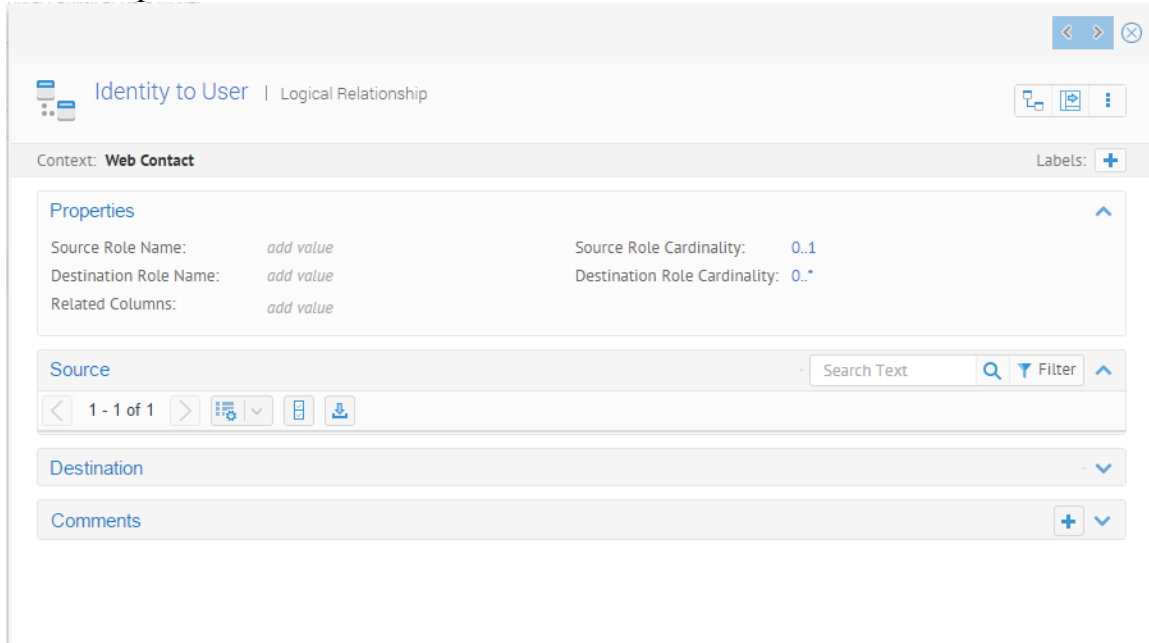 Identity to User | Logical Relationship
Context: Web Contact
Labels:
Properties
Source Role Name: add value
Source Role Cardinality: 0..1
Destination Role Name: add value
Destination Role Cardinality: 0..*
Related Columns: add value
Source
Search Text
Filter
1 - 1 of 1
Destination
Comments